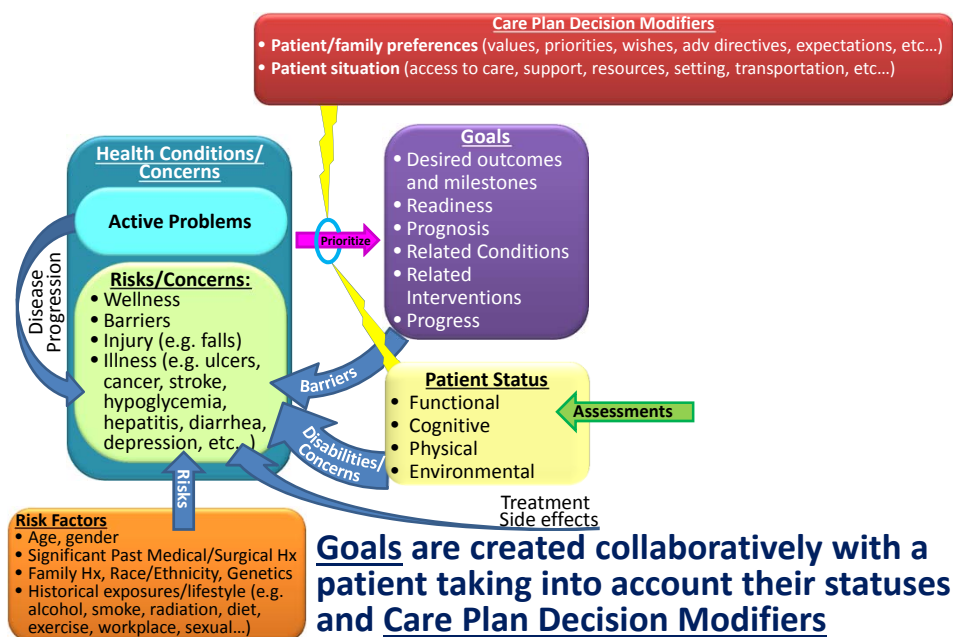 Care Plan Decision Modifiers
• Patient/family preferences (values, priorities, wishes, adv directives, expectations, etc…)
• Patient situation (access to care, support, resources, setting, transportation, etc…)
Health Conditions/
Concerns
Active Problems
Risks/Concerns:
• Wellness
• Barriers
• Injury (e.g. falls)
• Illness (e.g. ulcers,
cancer, stroke,
hypoglycemia,
hepatitis, diarrhea,
depression, etc…)
Disease
Progression
Prioritize
Goals
• Desired outcomes
and milestones
• Readiness
• Prognosis
• Related Conditions
• Related
Interventions
• Progress
Barriers
Patient Status
• Functional
• Cognitive
• Physical
• Environmental
Assessments
Disabilities/
Concerns
Treatment
Side effects
Risks
Risk Factors
• Age, gender
• Significant Past Medical/Surgical Hx
• Family Hx, Race/Ethnicity, Genetics
• Historical exposures/lifestyle (e.g.
alcohol, smoke, radiation, diet,
exercise, workplace, sexual…)
Goals are created collaboratively with a
patient taking into account their statuses
and Care Plan Decision Modifiers